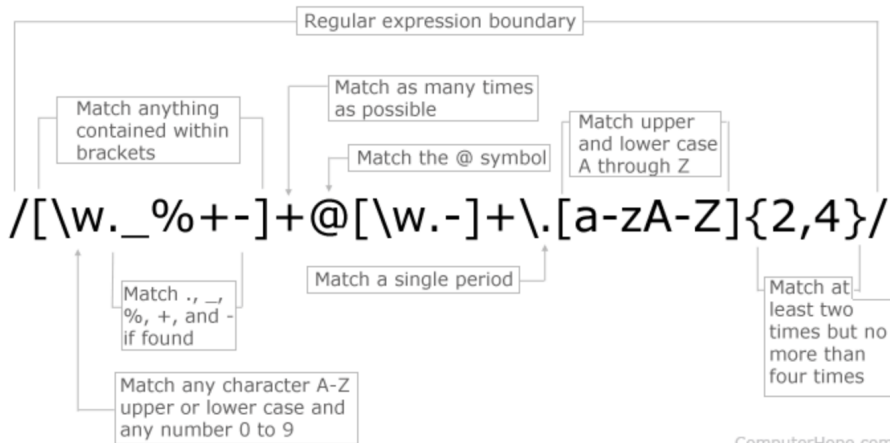 Regular expression boundary
Match as many times
as possible
Match anything
contained within
brackets
Match upper
and lower case
A through Z
Match the @ symbol
/[\w._%+-]+@[\w.-]+\.[a-zA-Z]{2,4}/
Match a single period
Match ., _,
%, +, and -
if found
Match at
least two
times but no
more than
four times
Match any character A-Z
upper or lower case and
any number 0 to 9
ComputerHope.com